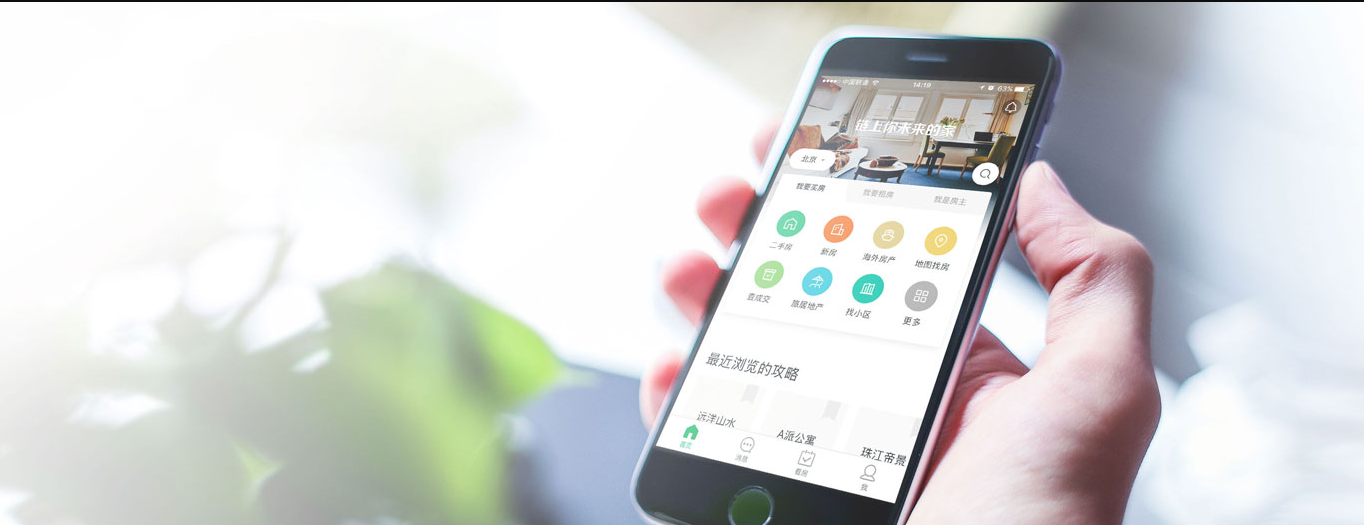 中国联通 14:19 63%
链上你未来的家
北京
我要买房 我要租房 我是房主
二手房 新房 海外房产 地图找房
查成交 旅居地产 找小区 更多
最近浏览的攻略
远洋山水 A派公寓 珠江帝景
首页 消息 看房 我